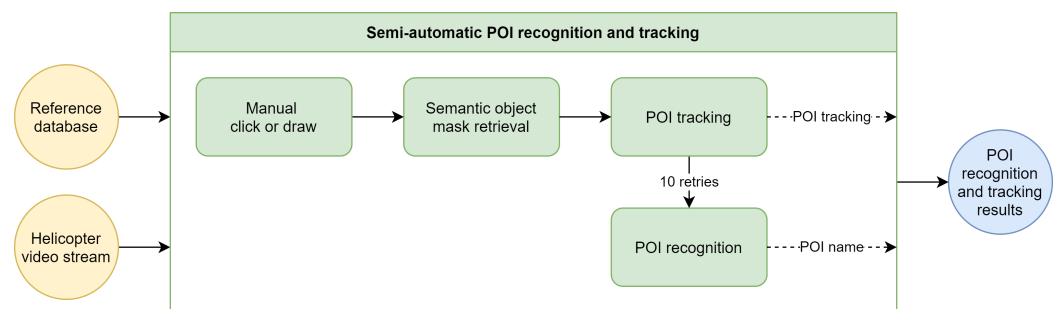 Semi-automatic POI recognition and tracking
Reference
database
Manual
click or draw
Semantic object
mask retrieval
POI tracking
POI tracking
10 retries
POI
recognition
and tracking
results
Helicopter
video stream
POI recognition
POI name